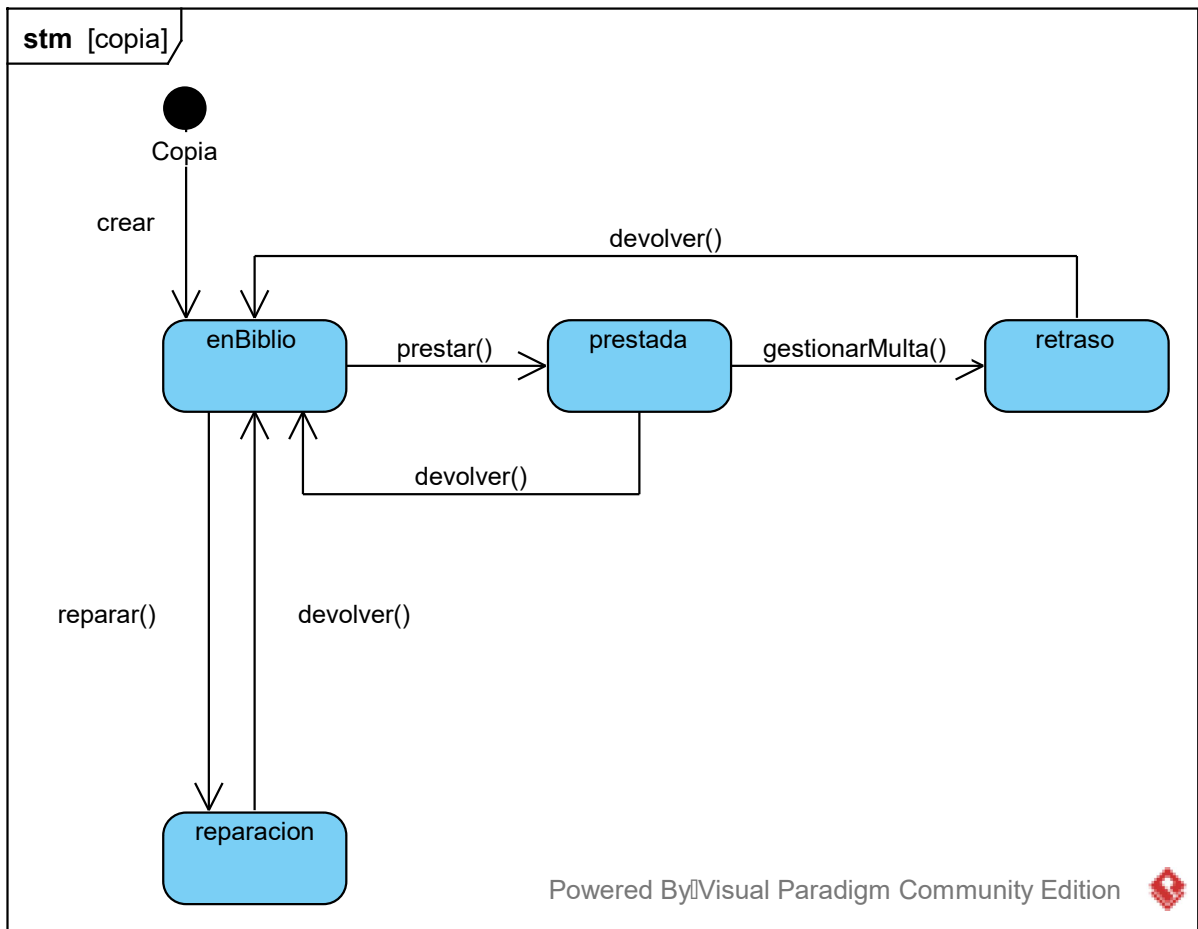 stm [copia]
Copia
crear
devolver()
enBiblio
prestar()
prestada
gestionarMulta()
retraso
devolver()
reparar()
devolver()
reparacion
Powered By Visual Paradigm Community Edition